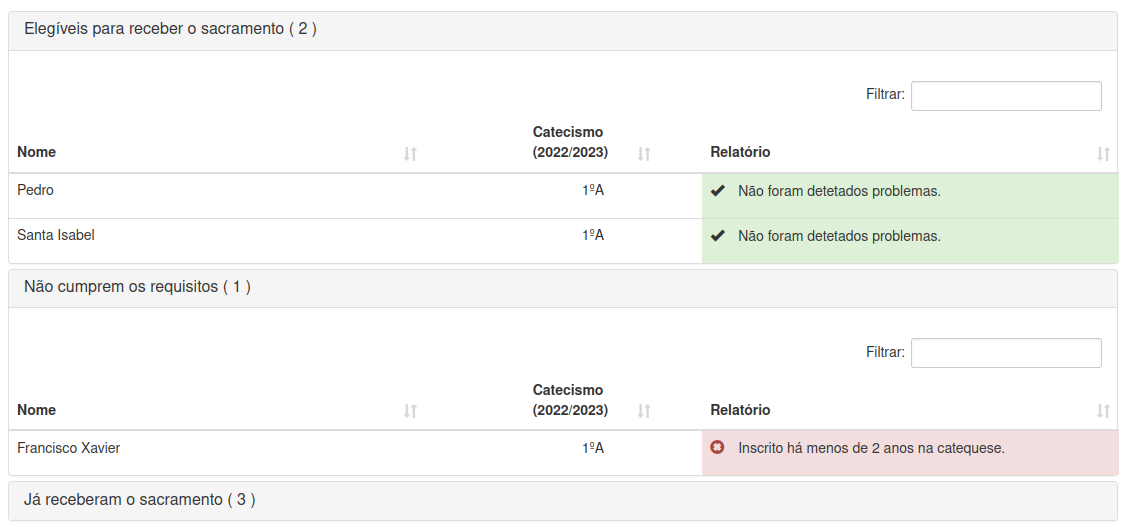 Elegíveis para receber o sacramento ( 2 )
Filtrar:
Nome
Catecismo
(2022/2023)
Relatório
Pedro
1ºA
Não foram detetados problemas.
Santa Isabel
1ºA
Não foram detetados problemas.
Não cumprem os requisitos ( 1 )
Filtrar:
Nome
Catecismo
(2022/2023)
Relatório
Francisco Xavier
1ºA
Inscrito há menos de 2 anos na catequese.
Já receberam o sacramento ( 3 )